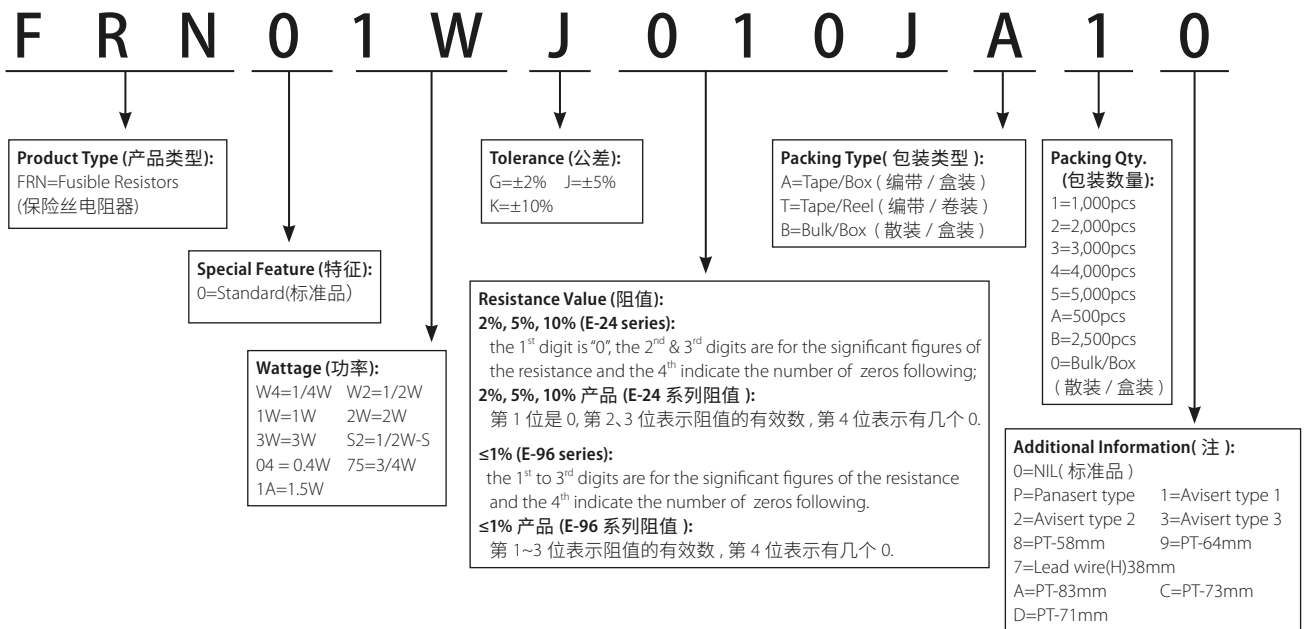 F R N 0 1 W J 0 1 0 J A 1 0
Product Type (产品类型):
FRN=Fusible Resistors
(保险丝电阻器)
Special Feature (特征):
0=Standard(标准品)
Wattage (功率):
W4=1/4W W2=1/2W
1W=1W 2W=2W
3W=3W S2=1/2W-S
04 = 0.4W 75=3/4W
1A=1.5W
Tolerance (公差):
G=±2% J=±5%
K=±10%
Resistance Value (阻值):
2%, 5%, 10% (E-24 series):
the 1st digit is “0”, the 2nd & 3rd digits are for the significant figures of
the resistance and the 4th indicate the number of zeros following;
2%, 5%, 10% 产品 (E-24 系列阻值 ):
第 1 位是 0, 第 2、3 位表示阻值的有效数 , 第 4 位表示有几个 0.
≤1% (E-96 series):
the 1st to 3rd digits are for the significant figures of the resistance
and the 4th indicate the number of zeros following.
≤1% 产品 (E-96 系列阻值 ):
第 1~3 位表示阻值的有效数 , 第 4 位表示有几个 0.
Packing Type( 包装类型 ):
A=Tape/Box ( 编带 / 盒装 )
T=Tape/Reel ( 编带 / 卷装 )
B=Bulk/Box ( 散装 / 盒装 )
Packing Qty.
(包装数量):
1=1,000pcs
2=2,000pcs
3=3,000pcs
4=4,000pcs
5=5,000pcs
A=500pcs
B=2,500pcs
0=Bulk/Box
( 散装 / 盒装 )
Additional Information( 注 ):
0=NIL( 标准品 )
P=Panasert type 1=Avisert type 1
2=Avisert type 2 3=Avisert type 3
8=PT-58mm 9=PT-64mm
7=Lead wire(H)38mm
A=PT-83mm C=PT-73mm
D=PT-71mm